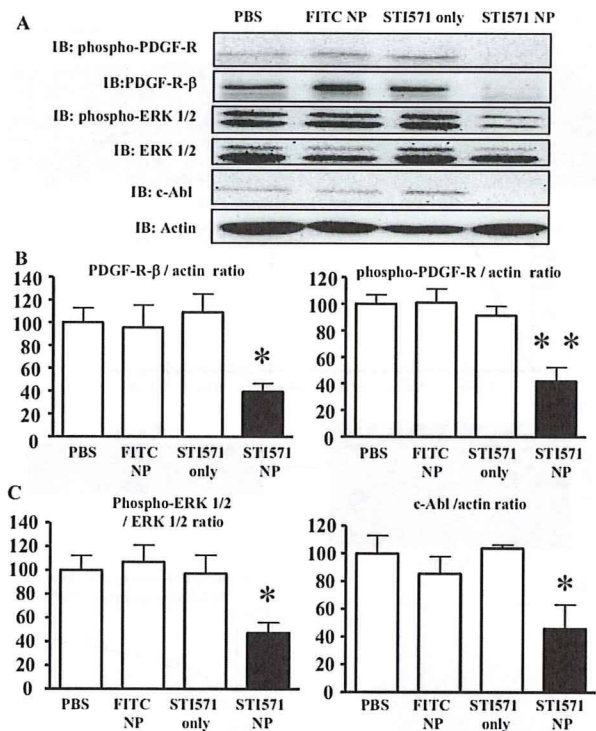 A
PBS FITC NP STI571 only STI571 NP
IB: phospho-PDGF-R
IB:PDGF-R-β
IB: phospho-ERK 1/2
IB: ERK 1/2
IB: c-Abl
IB: Actin
B
PDGF-R-β / actin ratio
140
120
100
80
60
40
20
0
*
PBS FITC NP STI571 only STI571 NP
phospho-PDGF-R / actin ratio
120
100
80
60
40
20
0
* *
PBS FITC NP STI571 only STI571 NP
C
Phospho-ERK 1/2
/ ERK 1/2 ratio
140
120
100
80
60
40
20
0
*
PBS FITC NP STI571 only STI571 NP
c-Abl /actin ratio
120
100
80
60
40
20
0
*
PBS FITC NP STI571 only STI571 NP